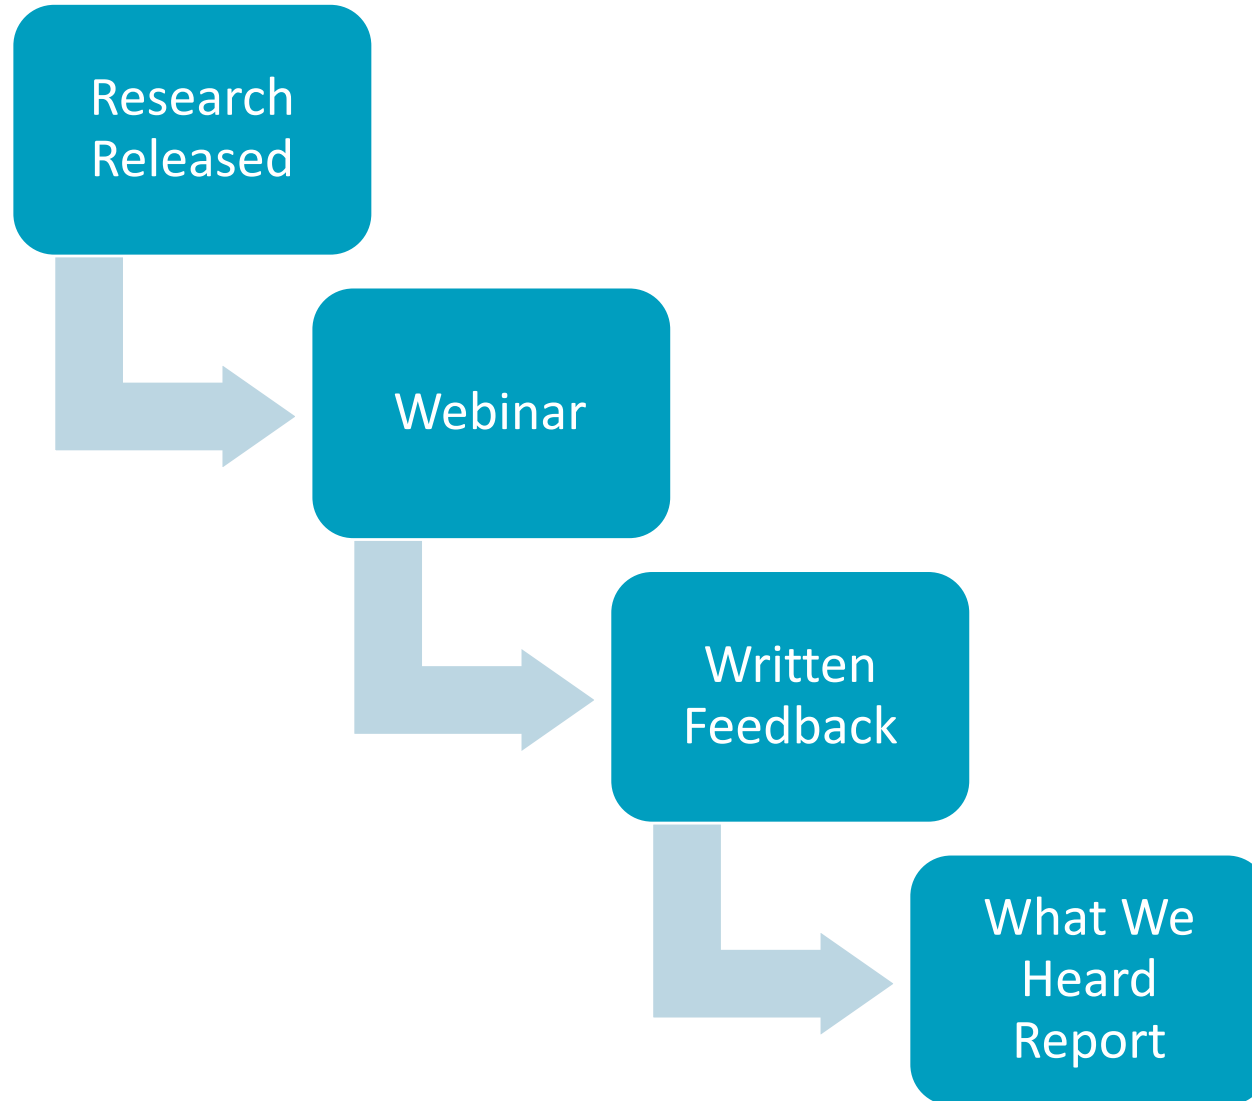 Research
Released
Webinar
Written
Feedback
What We
Heard
Report